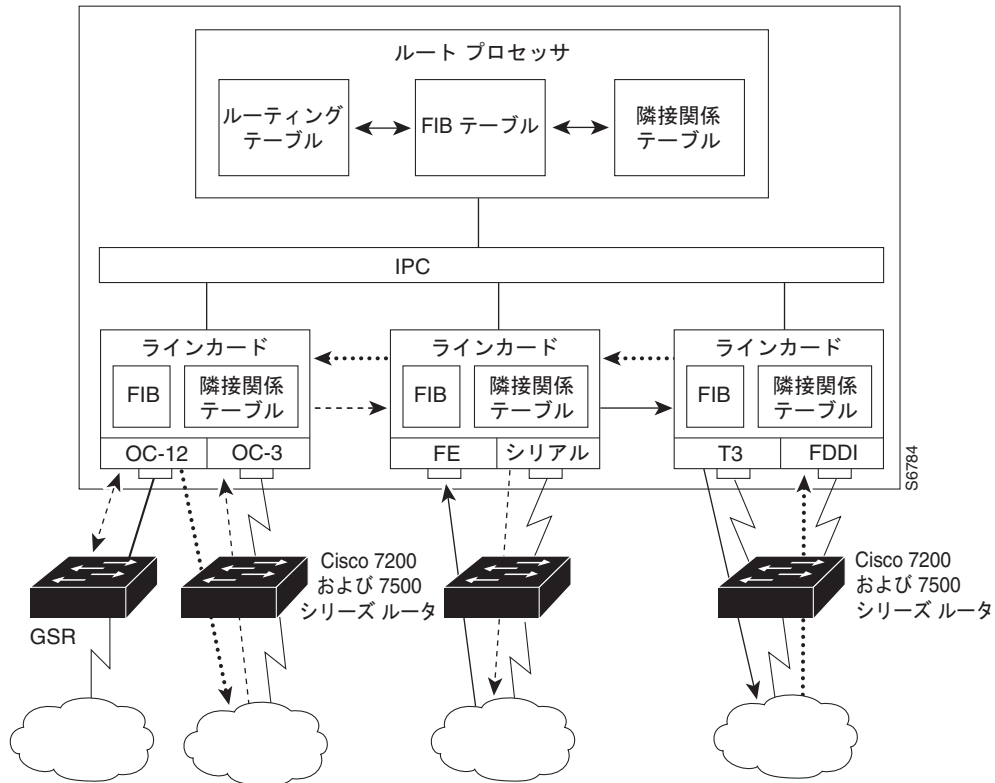 ルート プロセッサ
ルーティング
テーブル
FIB テーブル
隣接関係
テーブル
IPC
ラインカード
FIB
隣接関係
テーブル
OC-12
OC-3
ラインカード
FIB
隣接関係
テーブル
FE
シリアル
ラインカード
FIB
隣接関係
テーブル
T3
FDDI
S6784
GSR
Cisco 7200
および 7500
シリーズ ルータ
Cisco 7200
および 7500
シリーズ ルータ